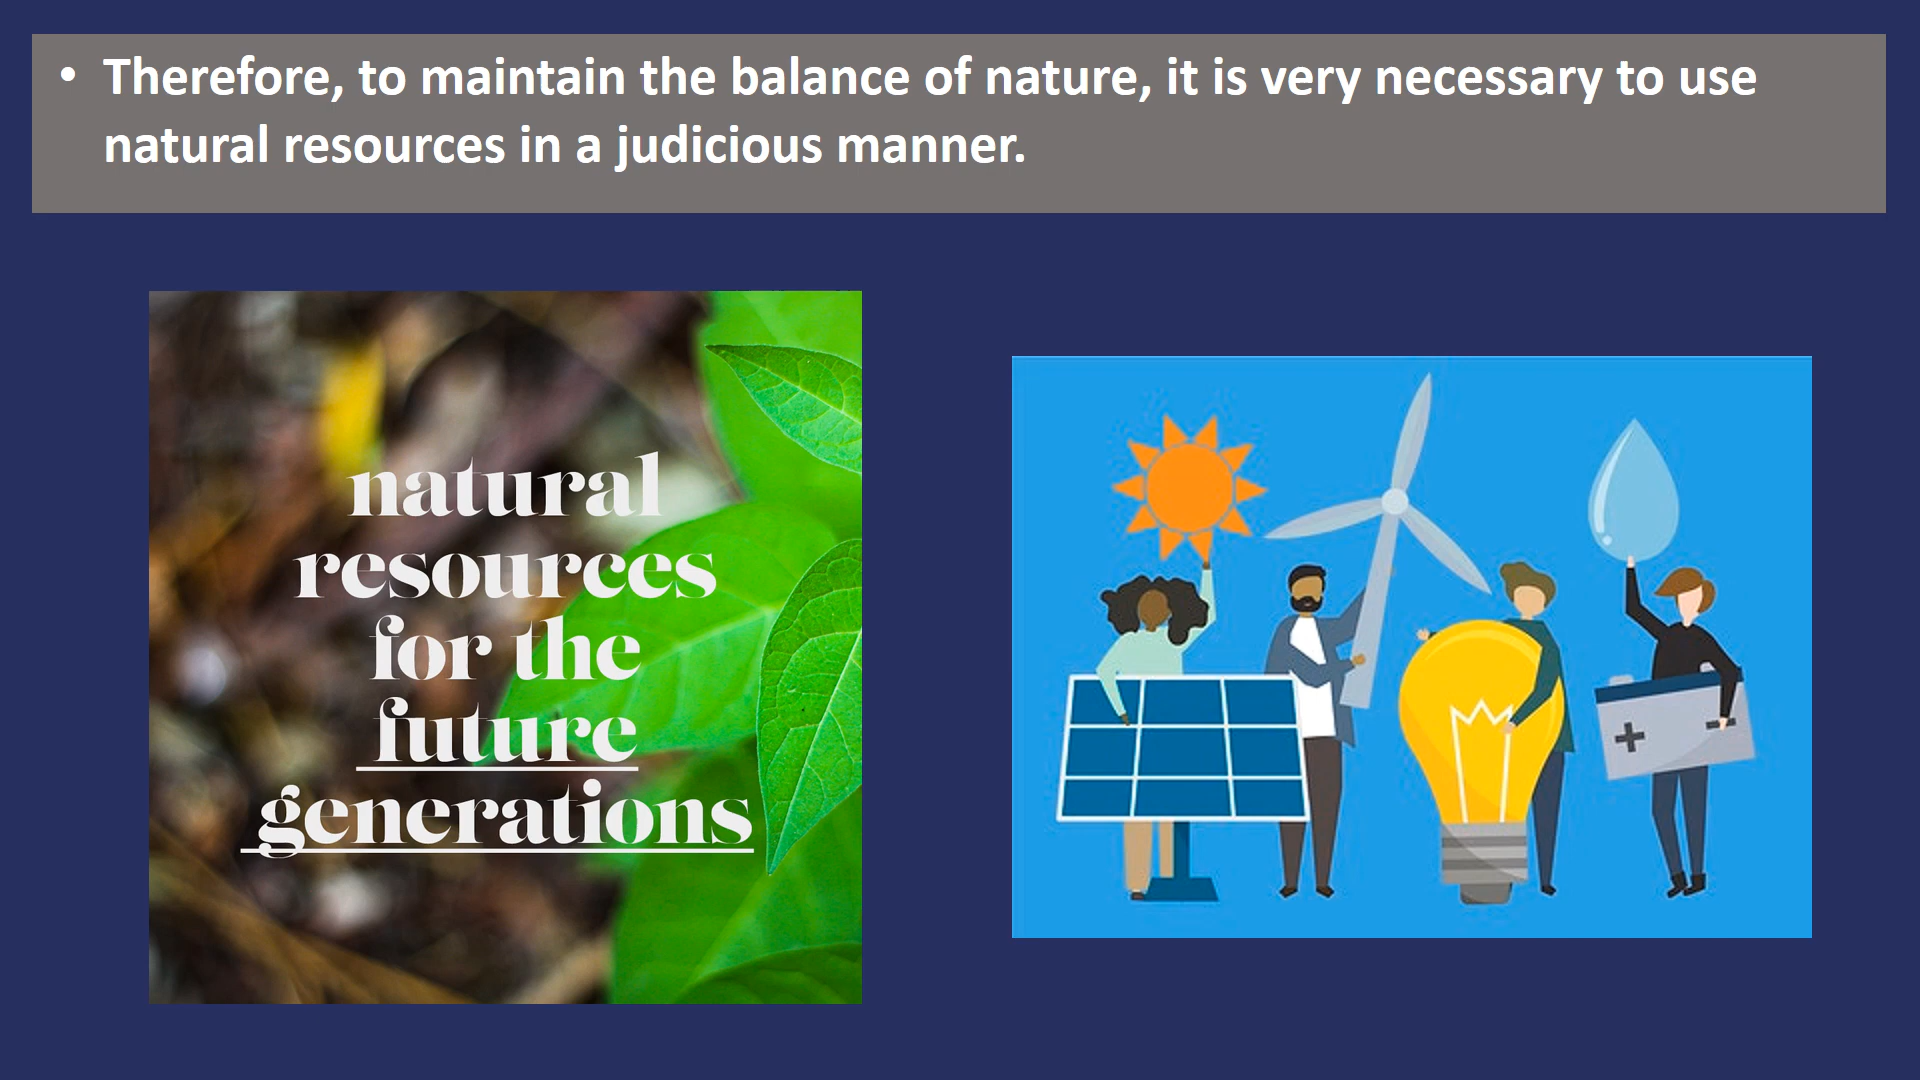 • Therefore, to maintain the balance of nature, it is very necessary to use
natural resources in a judicious manner.
natural
resources
for the
future
generations
+
-